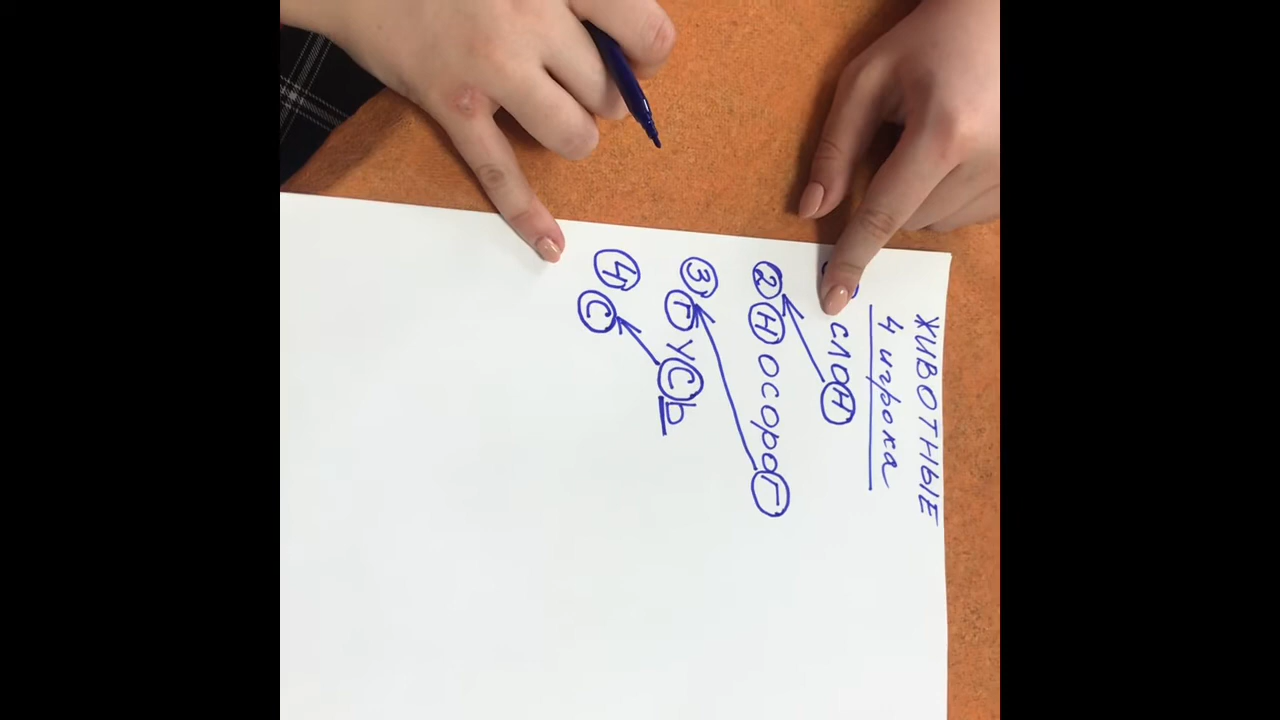 ЖИВОТНЫЕ
4 игрока
слоН
2 Носорог
3 гуСь
4 С